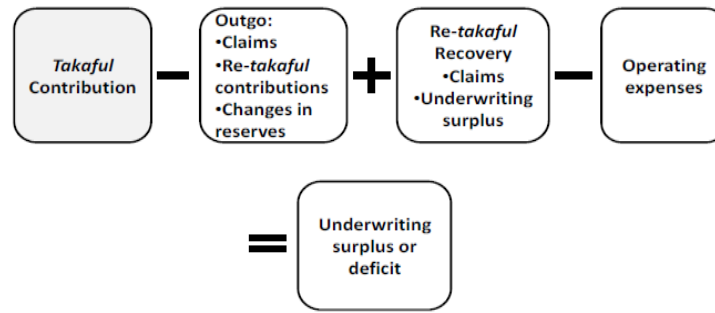 Takaful
Contribution
−
Outgo:
•Claims
•Re-takaful
contributions
•Changes in
reserves
+
Re-takaful
Recovery
•Claims
•Underwriting
surplus
−
Operating
expenses
=
Underwriting
surplus or
deficit